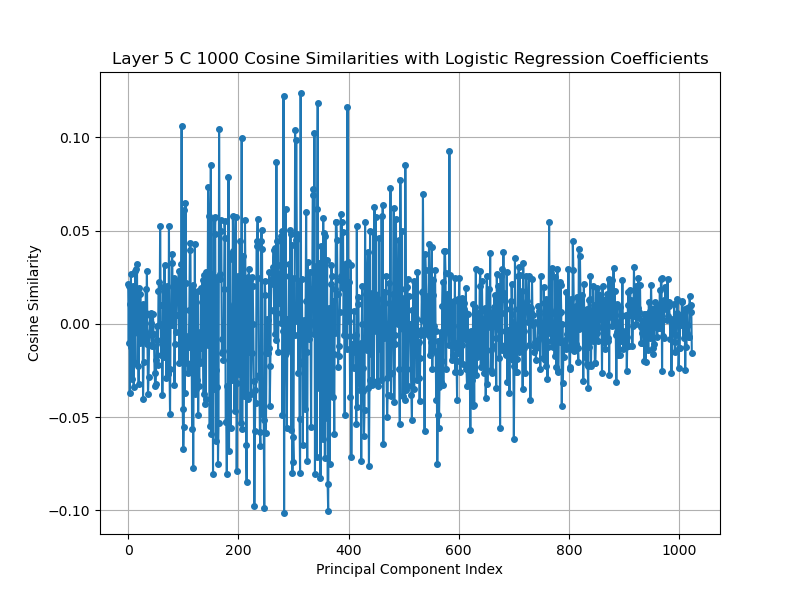 Layer 5 C 1000 Cosine Similarities with Logistic Regression Coefficients
0.10
0.05
0.00
−0.05
−0.10
Cosine Similarity
0 200 400 600 800 1000
Principal Component Index